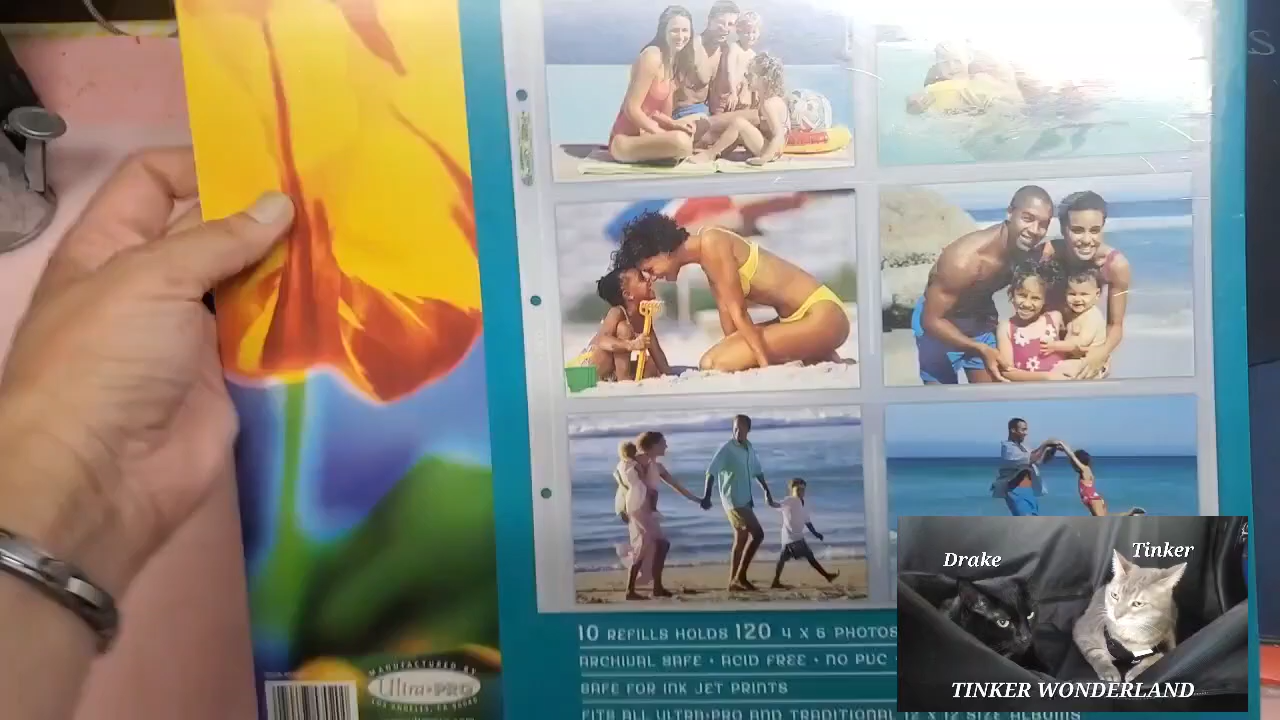 10 REFILLS HOLDS 120 4 X 6 PHOTOS
ARCHIVAL SAFE • ACID FREE • NO PVC
SAFE FOR INK JET PRINTS
FITS ALL ULTRA•PRO AND TRADITIONAL 12 X 12 SIZE ALBUMS
MANUFACTURED BY
Ultra•PRO
LOS ANGELES, CA
Drake
Tinker
TINKER WONDERLAND